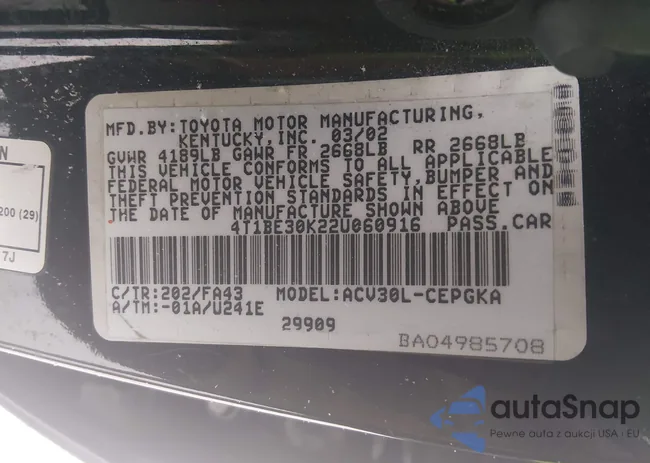 MFD.BY:TOYOTA MOTOR MANUFACTURING,
KENTUCKY,INC. 03/02
GVWR 4189LB GAWR FR 2668LB RR 2668LB
THIS VEHICLE CONFORMS TO ALL APPLICABLE
FEDERAL MOTOR VEHICLE SAFETY,BUMPER AND
THEFT PREVENTION STANDARDS IN EFFECT ON
THE DATE OF MANUFACTURE SHOWN ABOVE
4T1BE30K22U060916 PASS.CAR
C/TR:202/FA43 MODEL:ACV30L-CEPGKA
A/TM:-01A/U241E
29909
BA04985708
N
200 (29)
7J
autaSnap
Pewne auta z aukcji USA i EU